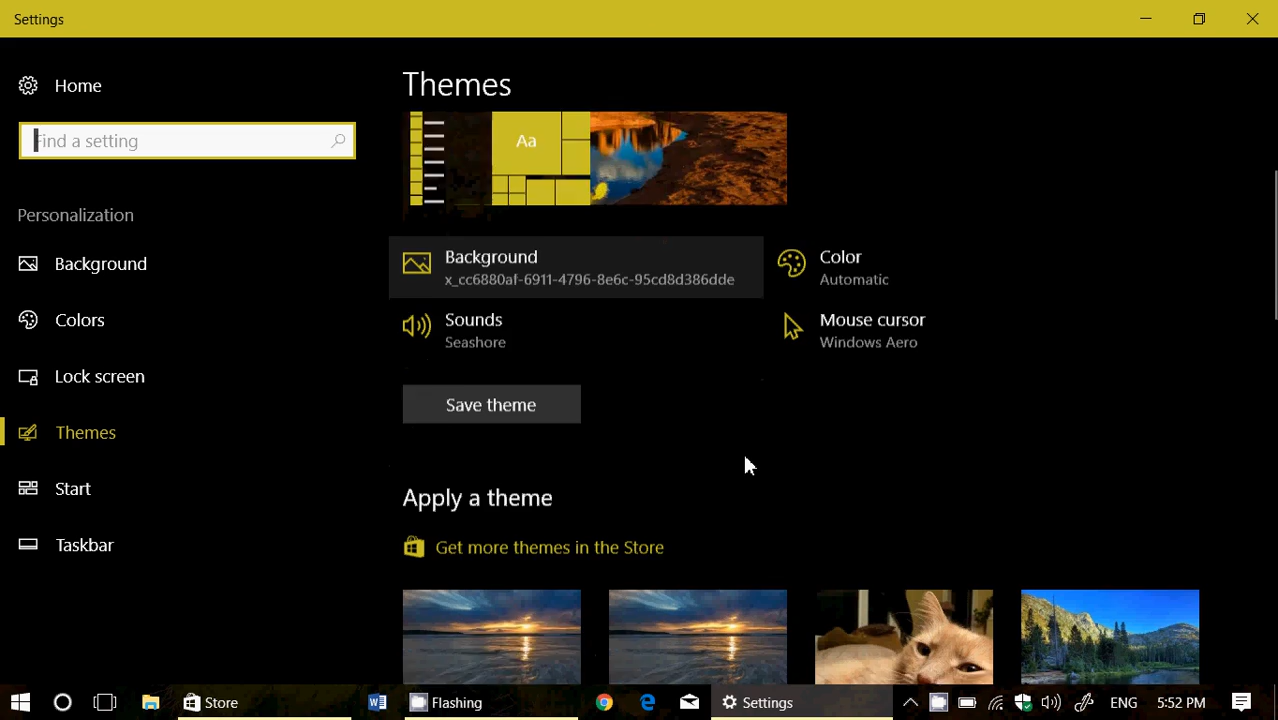 Settings
Home
Find a setting
Personalization
Background
Colors
Lock screen
Themes
Start
Taskbar
Themes
Aa
Background
x_cc6880af-6911-4796-8e6c-95cd8d386dde
Color
Automatic
Sounds
Seashore
Mouse cursor
Windows Aero
Save theme
Apply a theme
Get more themes in the Store
Store
Flashing
Settings
ENG
5:52 PM